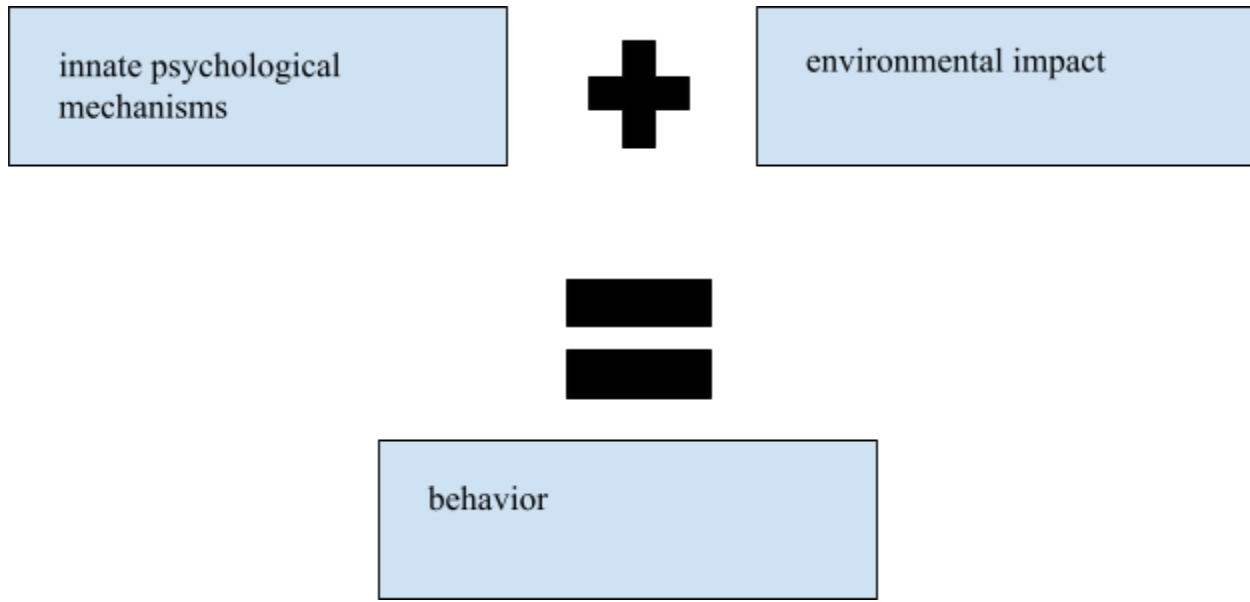 innate psychological
mechanisms
environmental impact
behavior